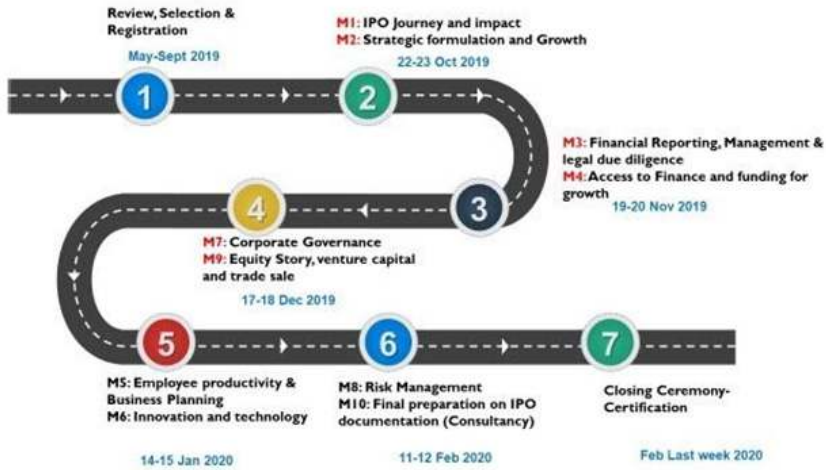 Review, Selection &
Registration
May-Sept 2019
M1: IPO Journey and impact
M2: Strategic formulation and Growth
22-23 Oct 2019
1
2
M3: Financial Reporting, Management &
legal due diligence
M4: Access to Finance and funding for
growth
19-20 Nov 2019
3
4
M7: Corporate Governance
M9: Equity Story, venture capital
and trade sale
17-18 Dec 2019
5
6
7
M5: Employee productivity &
Business Planning
M6: Innovation and technology
14-15 Jan 2020
M8: Risk Management
M10: Final preparation on IPO
documentation (Consultancy)
11-12 Feb 2020
Closing Ceremony-
Certification
Feb Last week 2020